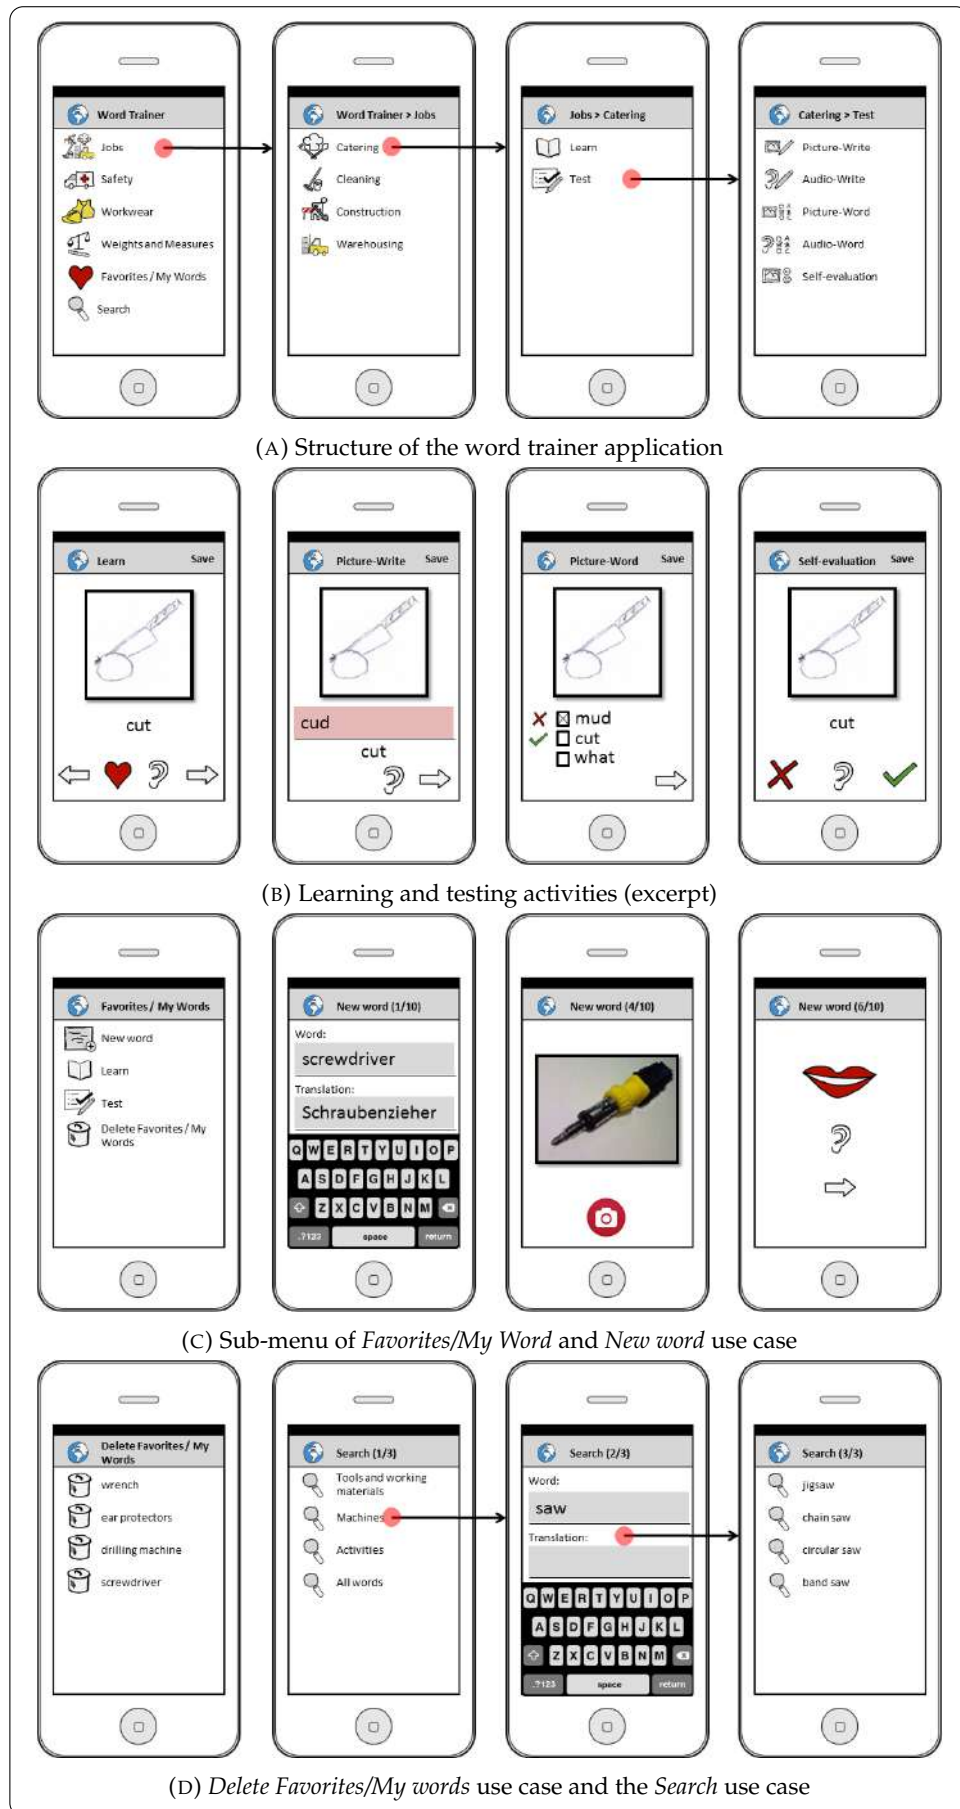 Word Trainer
Jobs
Safety
Workwear
Weights and Measures
Favorites / My Words
Search
Word Trainer > Jobs
Catering
Cleaning
Construction
Warehousing
Jobs > Catering
Learn
Test
Catering > Test
Picture-Write
Audio-Write
Picture-Word
Audio-Word
Self-evaluation
(A) Structure of the word trainer application
Learn Save
cut
Picture-Write Save
cud
cut
Picture-Word Save
mud
cut
what
Self-evaluation Save
cut
(B) Learning and testing activities (excerpt)
Favorites / My Words
New word
Learn
Test
Delete Favorites / My
Words
New word (1/10)
Word:
screwdriver
Translation:
Schraubenzieher
Q W E R T Y U I O P
A S D F G H J K L
Z X C V B N M
.?123 space return
New word (4/10)
New word (6/10)
(C) Sub-menu of Favorites/My Word and New word use case
Delete Favorites / My
Words
wrench
ear protectors
drilling machine
screwdriver
Search (1/3)
Tools and working
materials
Machines
Activities
All words
Search (2/3)
Word:
saw
Translation:
Q W E R T Y U I O P
A S D F G H J K L
Z X C V B N M
.?123 space return
Search (3/3)
jigsaw
chain saw
circular saw
band saw
(D) Delete Favorites/My words use case and the Search use case